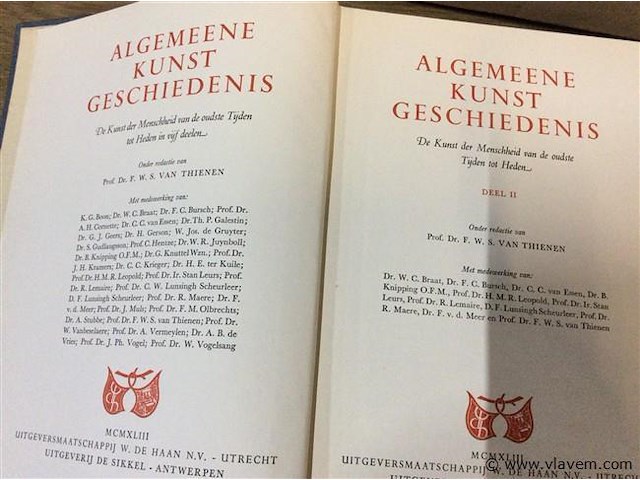 ALGEMEENE
KUNST
GESCHIEDENIS
De Kunst der Menschheid van de oudste Tijden
tot Heden in vijf deelen
Onder redactie van
Prof. Dr. F. W. S. VAN THIENEN
Met medewerking van:
K. G. Boon; Dr. W. C. Braat; Dr. F. C. Bursch; Prof. Dr.
A. H. Cornette; Dr. C. C. van Essen; Dr. Th. P. Galestin;
Dr. G. J. Geers; Dr. H. Gerson; W. Jos. de Gruyter;
Dr. S. Gudlaugsson; Prof. C. Hentze; Dr. W. R. Juynboll;
Dr. B. Knipping O.F.M.; Dr. G. Knuttel Wzn.; Prof. Dr.
J. H. Kramers; Dr. C. C. Krieger; Dr. H. E. ter Kuile;
Prof. Dr. H. M. R. Leopold; Prof. Dr. Ir. Stan Leurs; Prof.
Dr. R. Lemaire; Dr. C. W. Lunsingh Scheurleer;
D. F. Lunsingh Scheurleer; Prof. Dr. R. Maere; Dr. F.
v. d. Meer; Prof. Dr. J. Muls; Prof. Dr. F. M. Olbrechts;
Dr. A. Stubbe; Prof. Dr. F. W. S. van Thienen; Prof. Dr.
W. Vanbeselaere; Prof. Dr. A. Vermeylen; Dr. A. B. de
Vries; Prof. Dr. J. Ph. Vogel; Prof. Dr. W. Vogelsang
MCMXLIII
UITGEVERSMAATSCHAPPIJ W. DE HAAN N.V. - UTRECHT
UITGEVERIJ DE SIKKEL - ANTWERPEN
ALGEMEENE
KUNST
GESCHIEDENIS
De Kunst der Menschheid van de oudste
Tijden tot Heden
DEEL II
Onder redactie van
Prof. Dr. F. W. S. VAN THIENEN
Met medewerking van:
Dr. W. C. Braat, Dr. F. C. Bursch, Dr. C. C. van Essen, Dr. B.
Knipping O.F.M., Prof. Dr. H. M. R. Leopold, Prof. Dr. Ir. Stan
Leurs, Prof. Dr. R. Lemaire, D. F. Lunsingh Scheurleer, Prof. Dr.
R. Maere, Dr. F. v. d. Meer en Prof. Dr. F. W. S. van Thienen
MCMXLIII
UITGEVERSMAATSCHAPPIJ W. DE HAAN N.V.
© www.vlavem.com